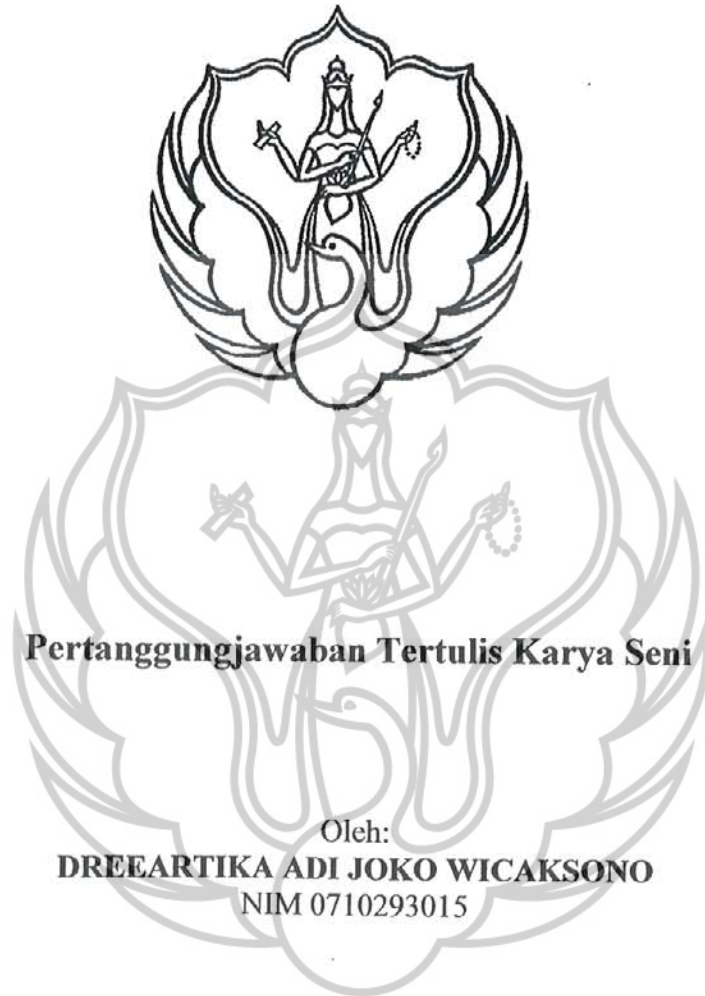 Pertanggungjawaban Tertulis Karya Seni
Oleh:
DREEARTIKA ADI JOKO WICAKSONO
NIM 0710293015